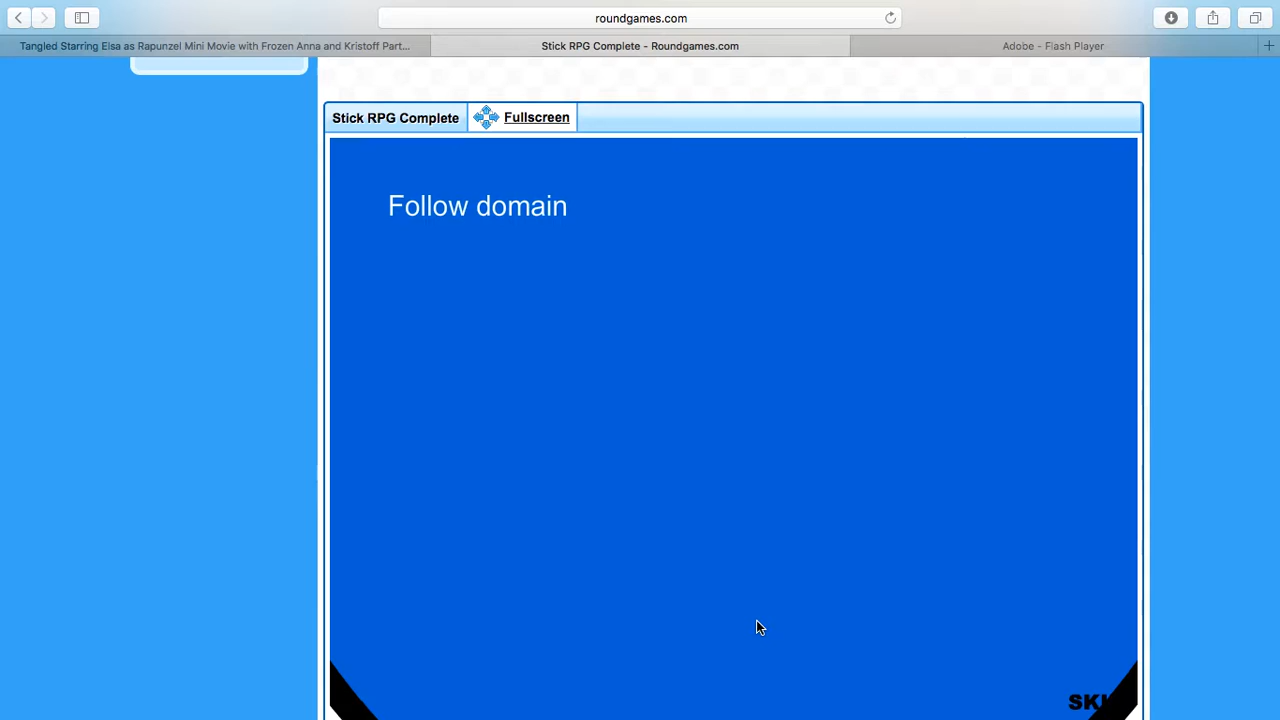 roundgames.com
Tangled Starring Elsa as Rapunzel Mini Movie with Frozen Anna and Kristoff Part...
Stick RPG Complete - Roundgames.com
Adobe - Flash Player
Stick RPG Complete
Fullscreen
Follow domain